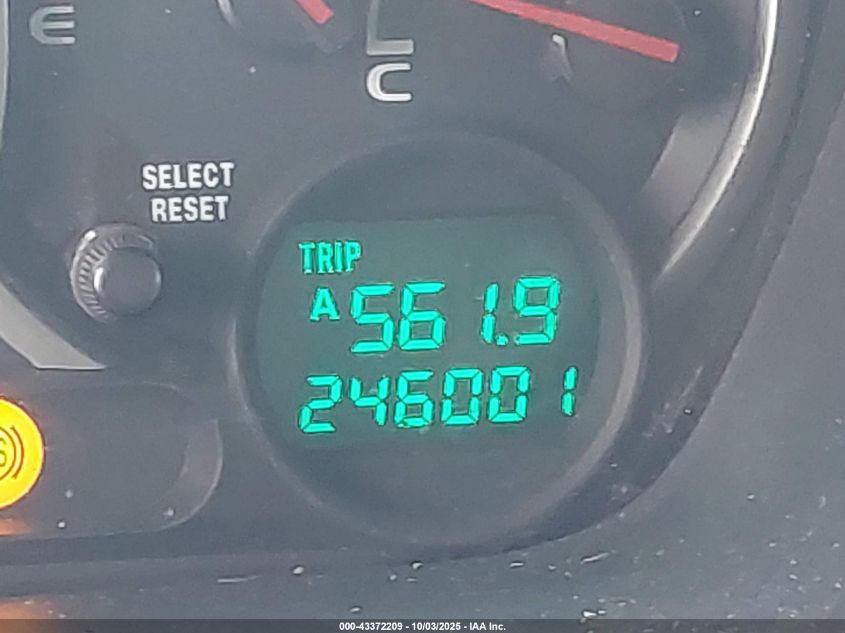 E
C
SELECT
RESET
TRIP
A 561.9
246001
000-43372209 - 10/03/2025 - IAA Inc.